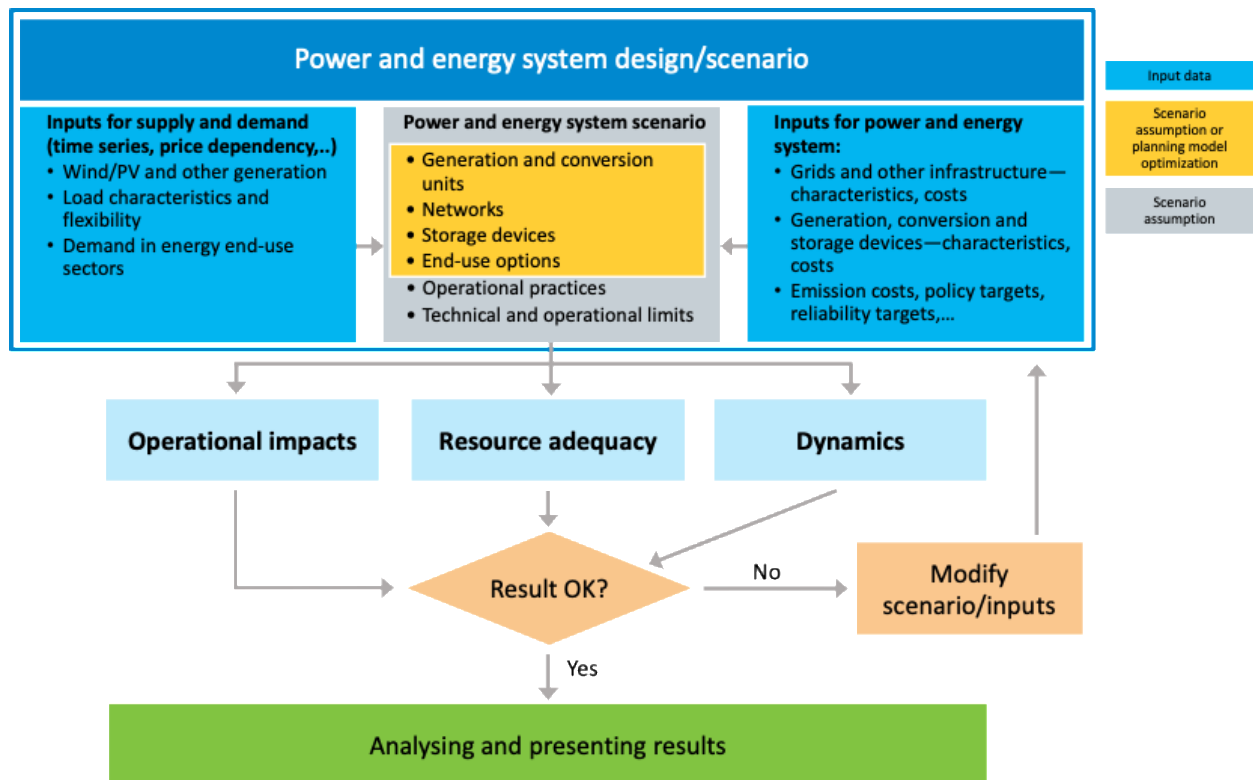 Power and energy system design/scenario
Inputs for supply and demand
(time series, price dependency,..)
• Wind/PV and other generation
• Load characteristics and
flexibility
• Demand in energy end-use
sectors
Power and energy system scenario
• Generation and conversion
units
• Networks
• Storage devices
• End-use options
• Operational practices
• Technical and operational limits
Inputs for power and energy
system:
• Grids and other infrastructure—
characteristics, costs
• Generation, conversion and
storage devices—characteristics,
costs
• Emission costs, policy targets,
reliability targets,...
Input data
Scenario
assumption or
planning model
optimization
Scenario
assumption
Operational impacts
Resource adequacy
Dynamics
Result OK?
No
Modify
scenario/inputs
Yes
Analysing and presenting results